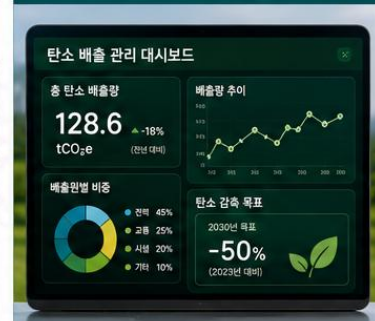 탄소 배출 관리 대시보드
총 탄소 배출량
128.6 ▲ -18%
tCO₂e (전년 대비)
배출량 추이
배출원별 비중
전력 45%
교통 25%
시설 20%
기타 10%
탄소 감축 목표
2030년 목표
-50%
(2023년 대비)